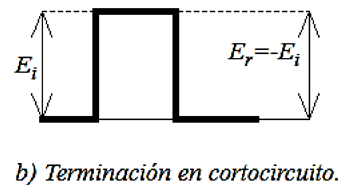 E_i
E_r=-E_i
b) Terminación en cortocircuito.